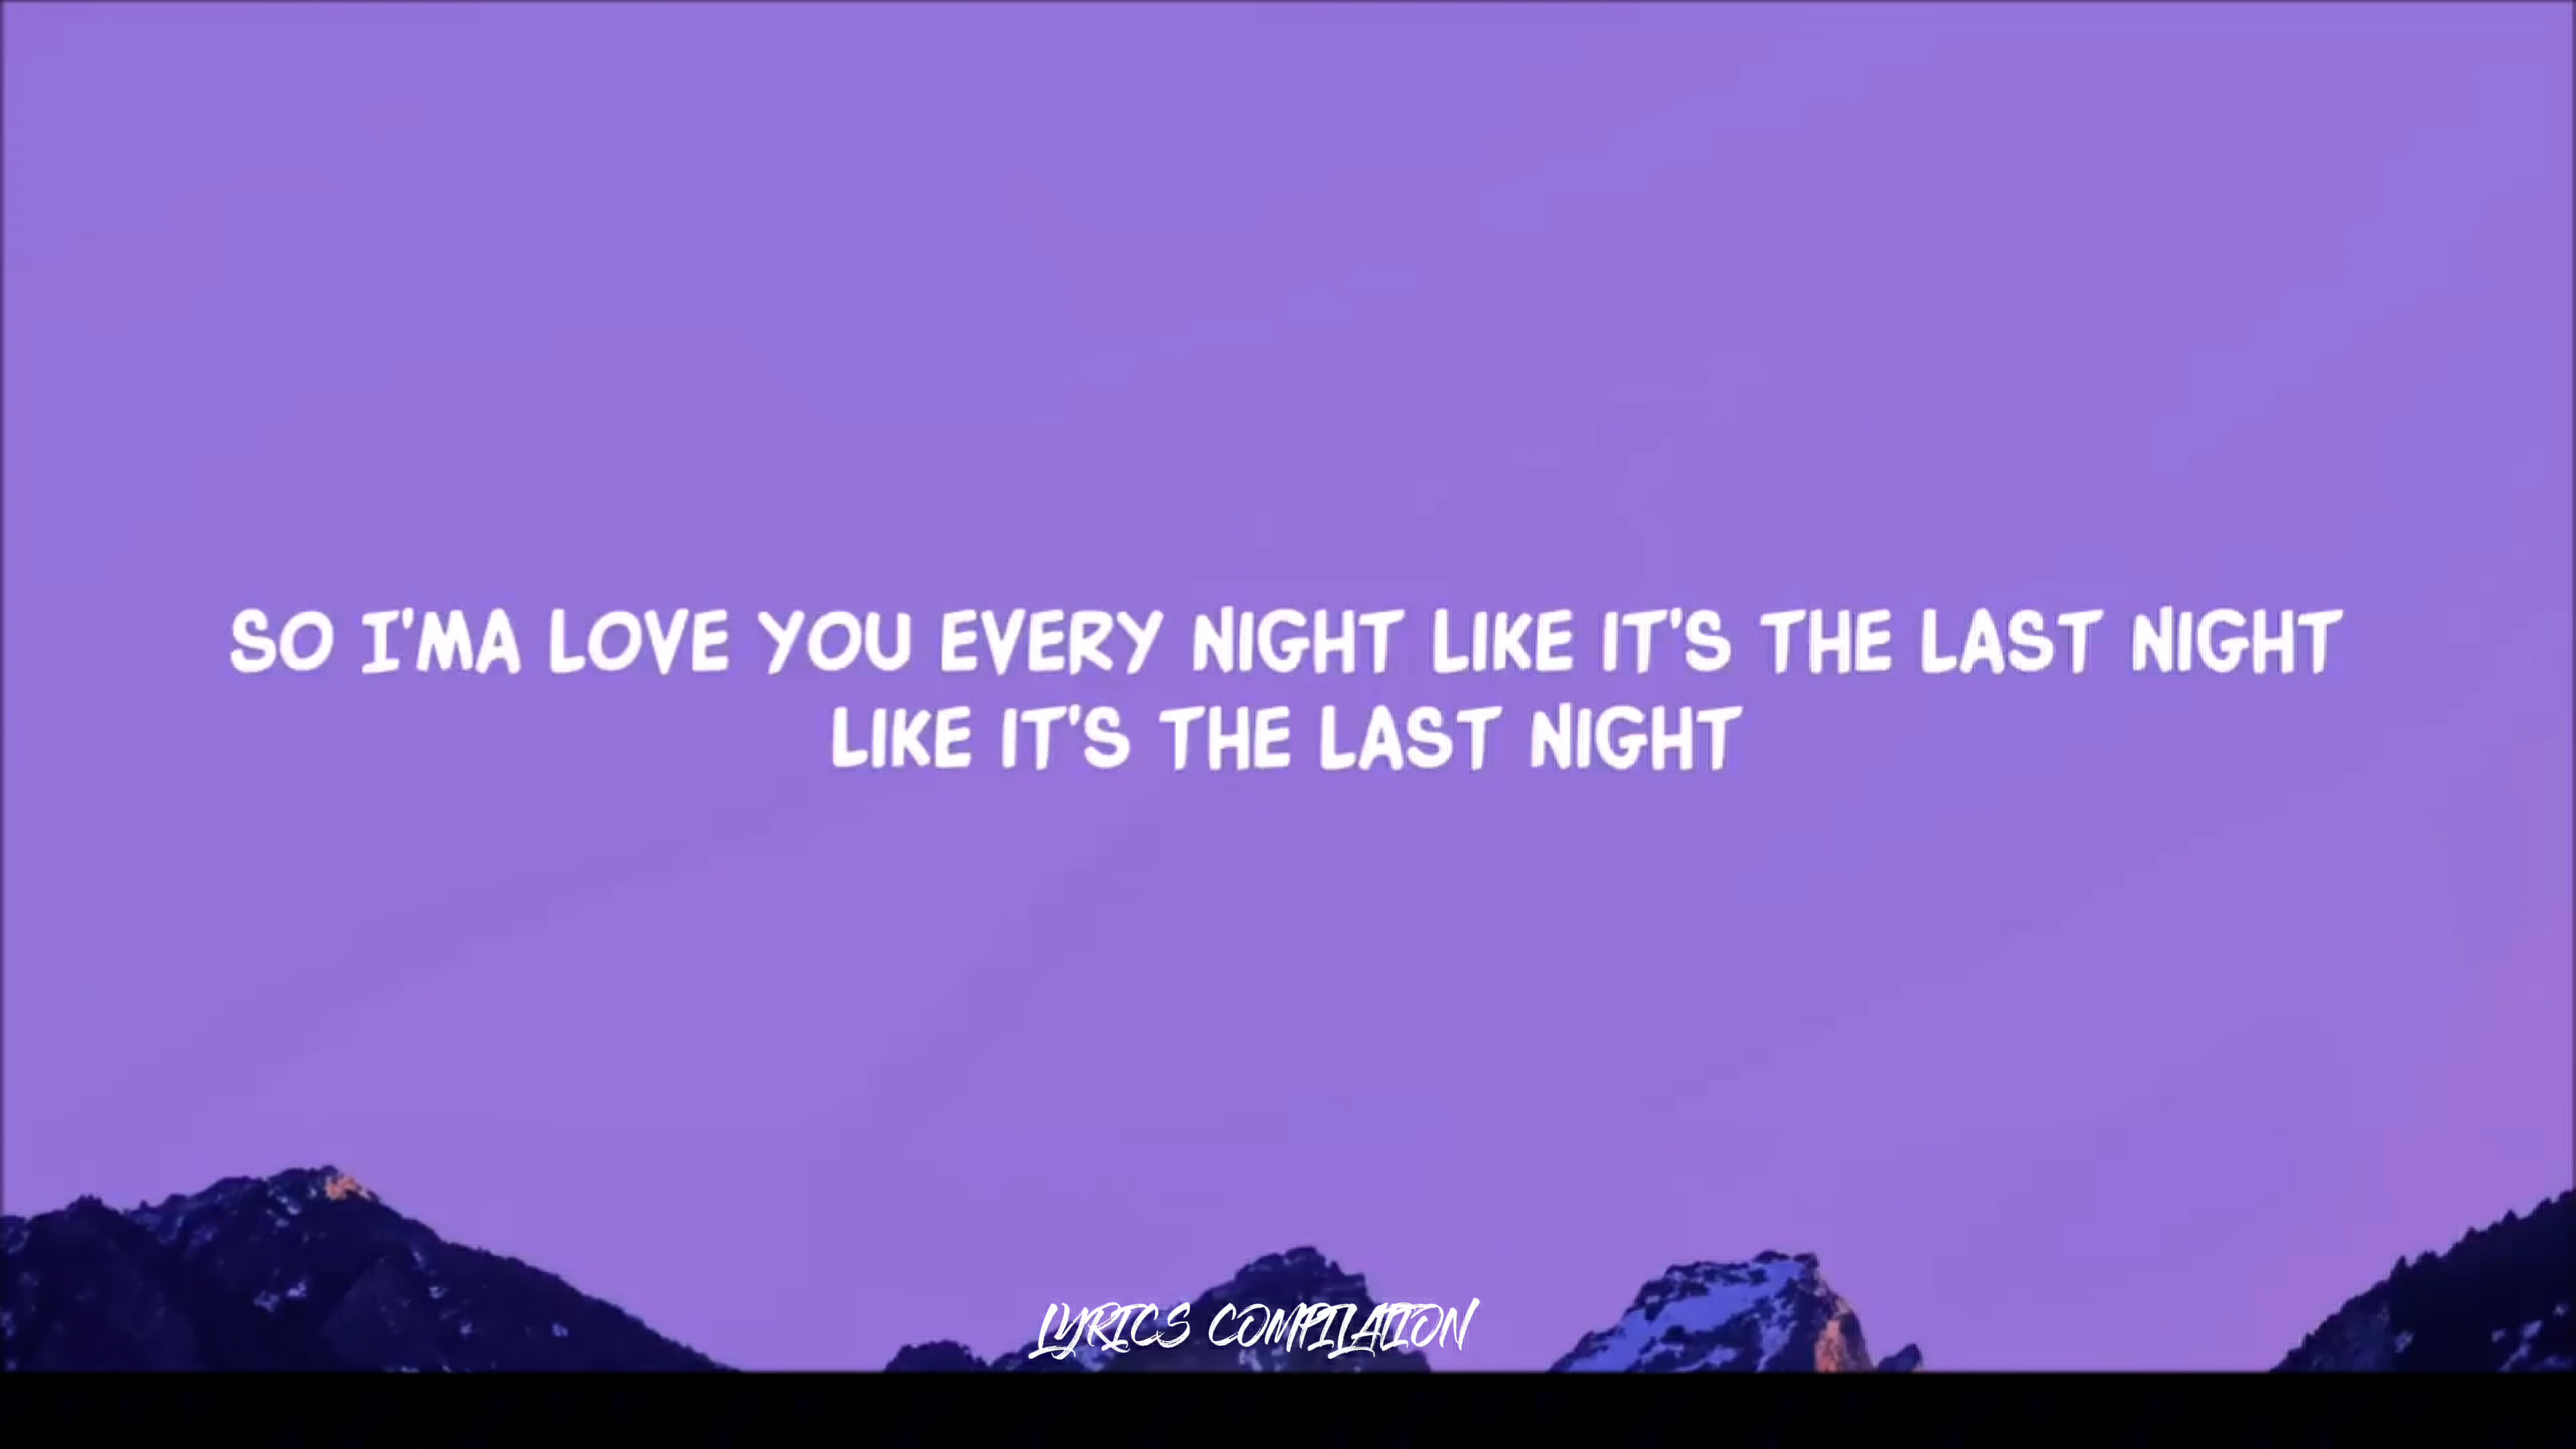 SO I'MA LOVE YOU EVERY NIGHT LIKE IT'S THE LAST NIGHT
LIKE IT'S THE LAST NIGHT
LYRICS COMPILATION